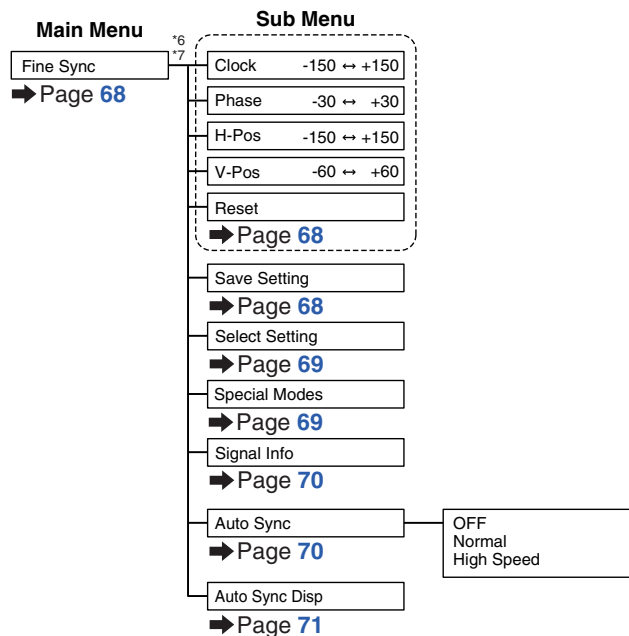 Main Menu
Sub Menu
*6
*7
Fine Sync
➡ Page 68
Clock -150 ↔ +150
Phase -30 ↔ +30
H-Pos -150 ↔ +150
V-Pos -60 ↔ +60
Reset
➡ Page 68
Save Setting
➡ Page 68
Select Setting
➡ Page 69
Special Modes
➡ Page 69
Signal Info
➡ Page 70
Auto Sync
OFF
Normal
High Speed
➡ Page 70
Auto Sync Disp
➡ Page 71